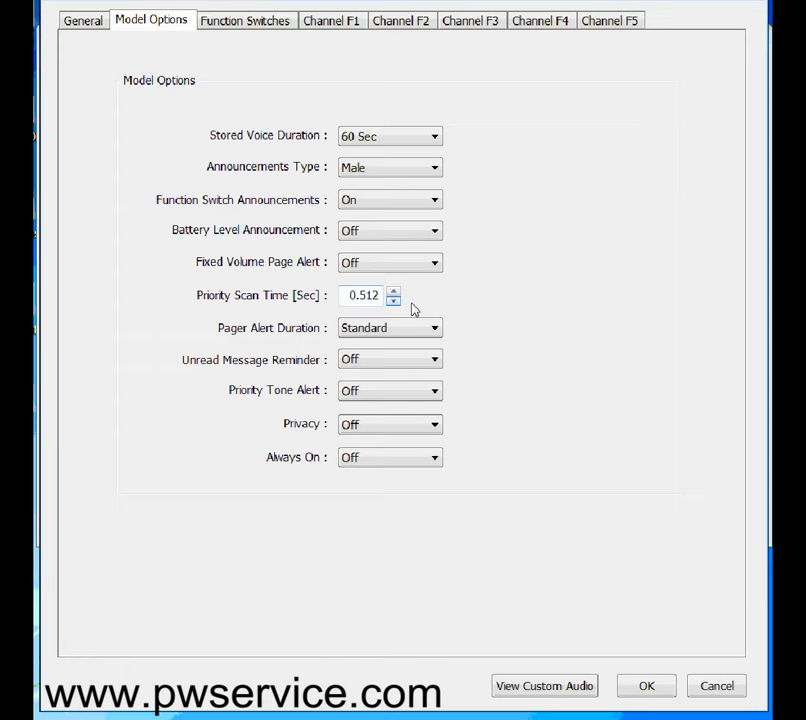 General Model Options Function Switches Channel F1 Channel F2 Channel F3 Channel F4 Channel F5
Model Options
Stored Voice Duration : 60 Sec
Announcements Type : Male
Function Switch Announcements : On
Battery Level Announcement : Off
Fixed Volume Page Alert : Off
Priority Scan Time [Sec] : 0.512
Pager Alert Duration : Standard
Unread Message Reminder : Off
Priority Tone Alert : Off
Privacy : Off
Always On : Off
View Custom Audio OK Cancel
www.pwservice.com